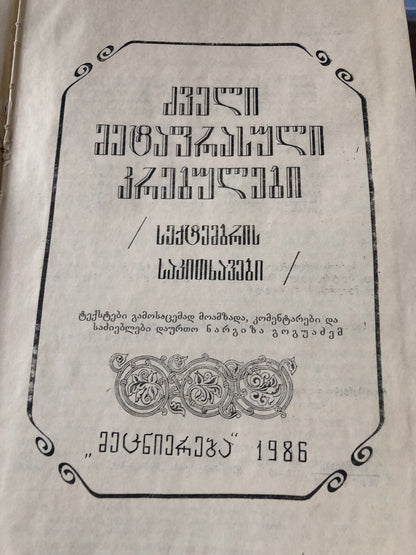 ძველი
მეტაფრასული
კრებულები
/ სექტემბრის
საკითხავები /
ტექსტები გამოსაცემად მოამზადა, კომენტარები და
საძიებლები დაურთო ნარგიზა გოგუაძემ
„მეცნიერება“ 1986